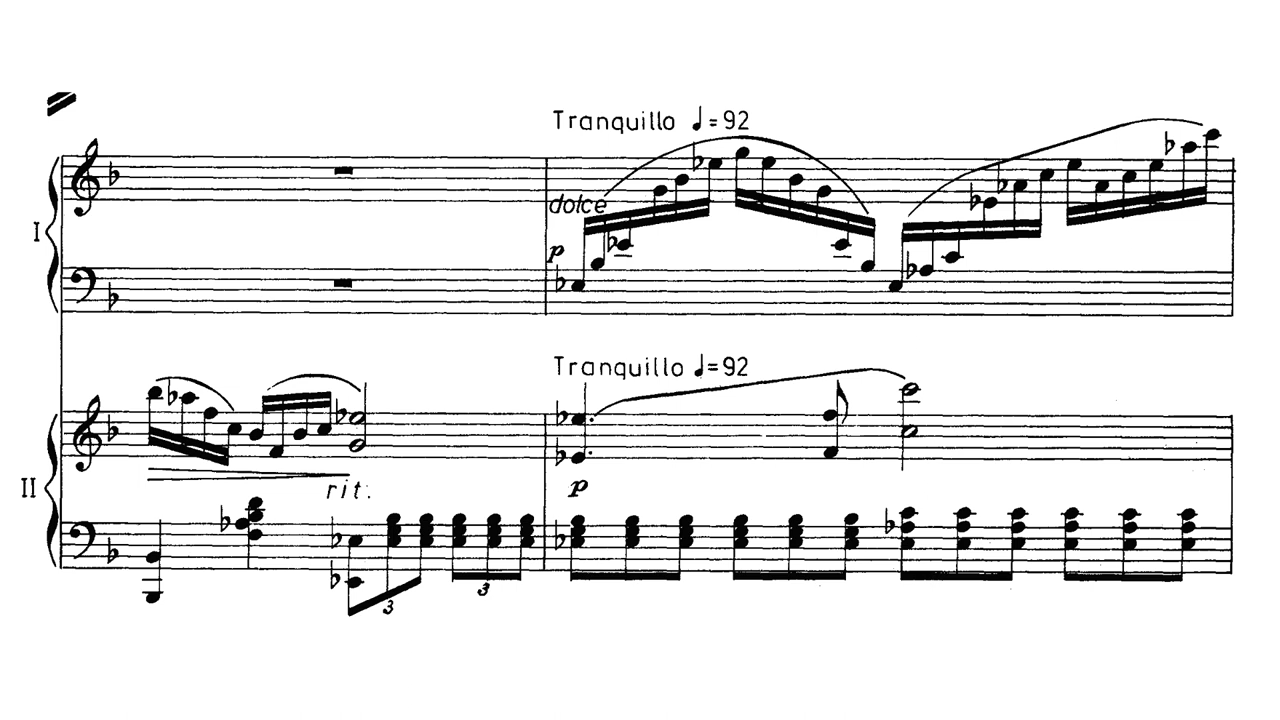 Tranquillo ♩=92
dolce
p
I
Tranquillo ♩=92
II
rit.
p
3
3